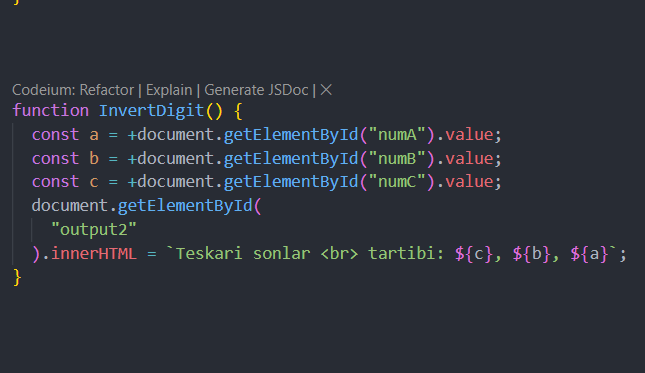 }
Codeium: Refactor | Explain | Generate JSDoc | ×
function InvertDigit() {
  const a = +document.getElementById("numA").value;
  const b = +document.getElementById("numB").value;
  const c = +document.getElementById("numC").value;
  document.getElementById(
    "output2"
  ).innerHTML = `Teskari sonlar <br> tartibi: ${c}, ${b}, ${a}`;
}